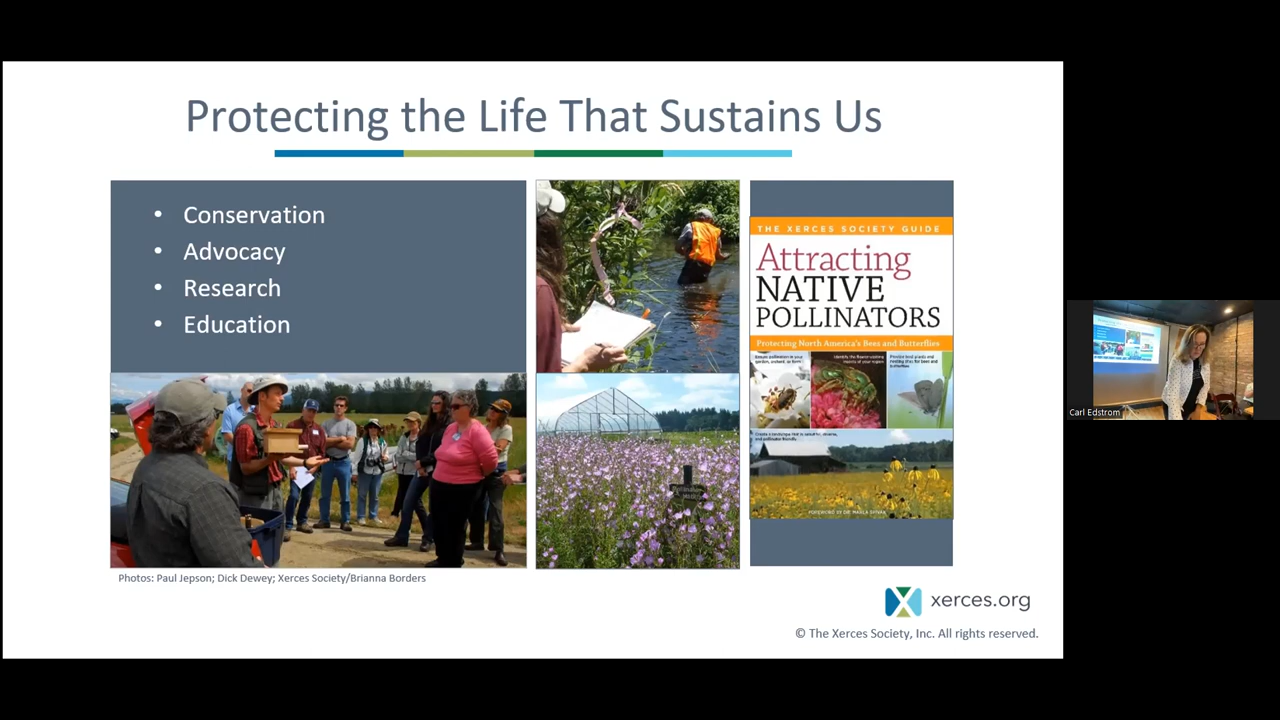 Protecting the Life That Sustains Us
• Conservation
• Advocacy
• Research
• Education
THE XERCES SOCIETY GUIDE
Attracting
NATIVE
POLLINATORS
Protecting North America's Bees and Butterflies
Photos: Paul Jepson; Dick Dewey; Xerces Society/Brianna Borders
xerces.org
© The Xerces Society, Inc. All rights reserved.
Carl Edstrom